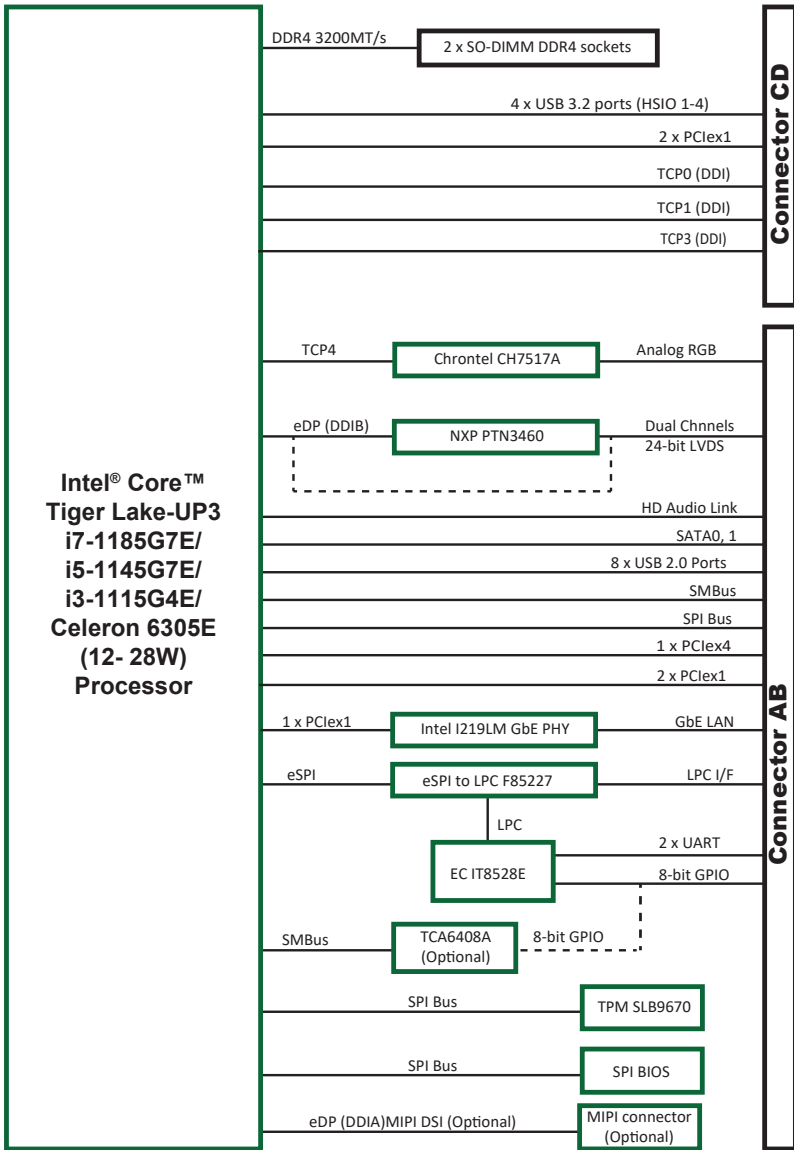 DDR4 3200MT/s
2 x SO-DIMM DDR4 sockets
4 x USB 3.2 ports (HSIO 1-4)
2 x PCIex1
TCP0 (DDI)
TCP1 (DDI)
TCP3 (DDI)
Connector CD
TCP4
Chrontel CH7517A
Analog RGB
eDP (DDIB)
NXP PTN3460
Dual Chnnels
24-bit LVDS
Intel® Core™
Tiger Lake-UP3
i7-1185G7E/
i5-1145G7E/
i3-1115G4E/
Celeron 6305E
(12- 28W)
Processor
HD Audio Link
SATA0, 1
8 x USB 2.0 Ports
SMBus
SPI Bus
1 x PCIex4
2 x PCIex1
1 x PCIex1
Intel I219LM GbE PHY
GbE LAN
eSPI
eSPI to LPC F85227
LPC I/F
LPC
EC IT8528E
2 x UART
8-bit GPIO
Connector AB
SMBus
TCA6408A
(Optional)
8-bit GPIO
SPI Bus
TPM SLB9670
SPI Bus
SPI BIOS
eDP (DDIA)MIPI DSI (Optional)
MIPI connector
(Optional)